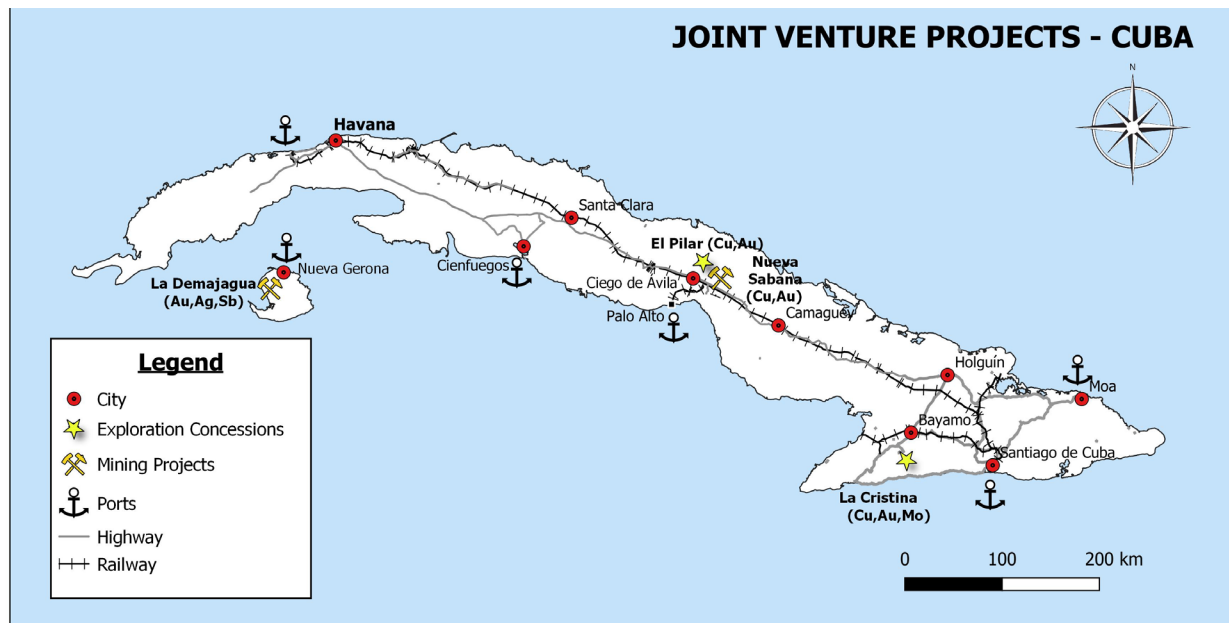 JOINT VENTURE PROJECTS - CUBA
N
Havana
Santa Clara
El Pilar (Cu,Au)
Cienfuegos
Nueva Gerona
Ciego de Ávila
Nueva
Sabana
(Cu,Au)
La Demajagua
(Au,Ag,Sb)
Palo Alto
Camaguey
Holguín
Moa
Bayamo
Santiago de Cuba
La Cristina
(Cu,Au,Mo)
Legend
City
Exploration Concessions
Mining Projects
Ports
Highway
Railway
0 100 200 km